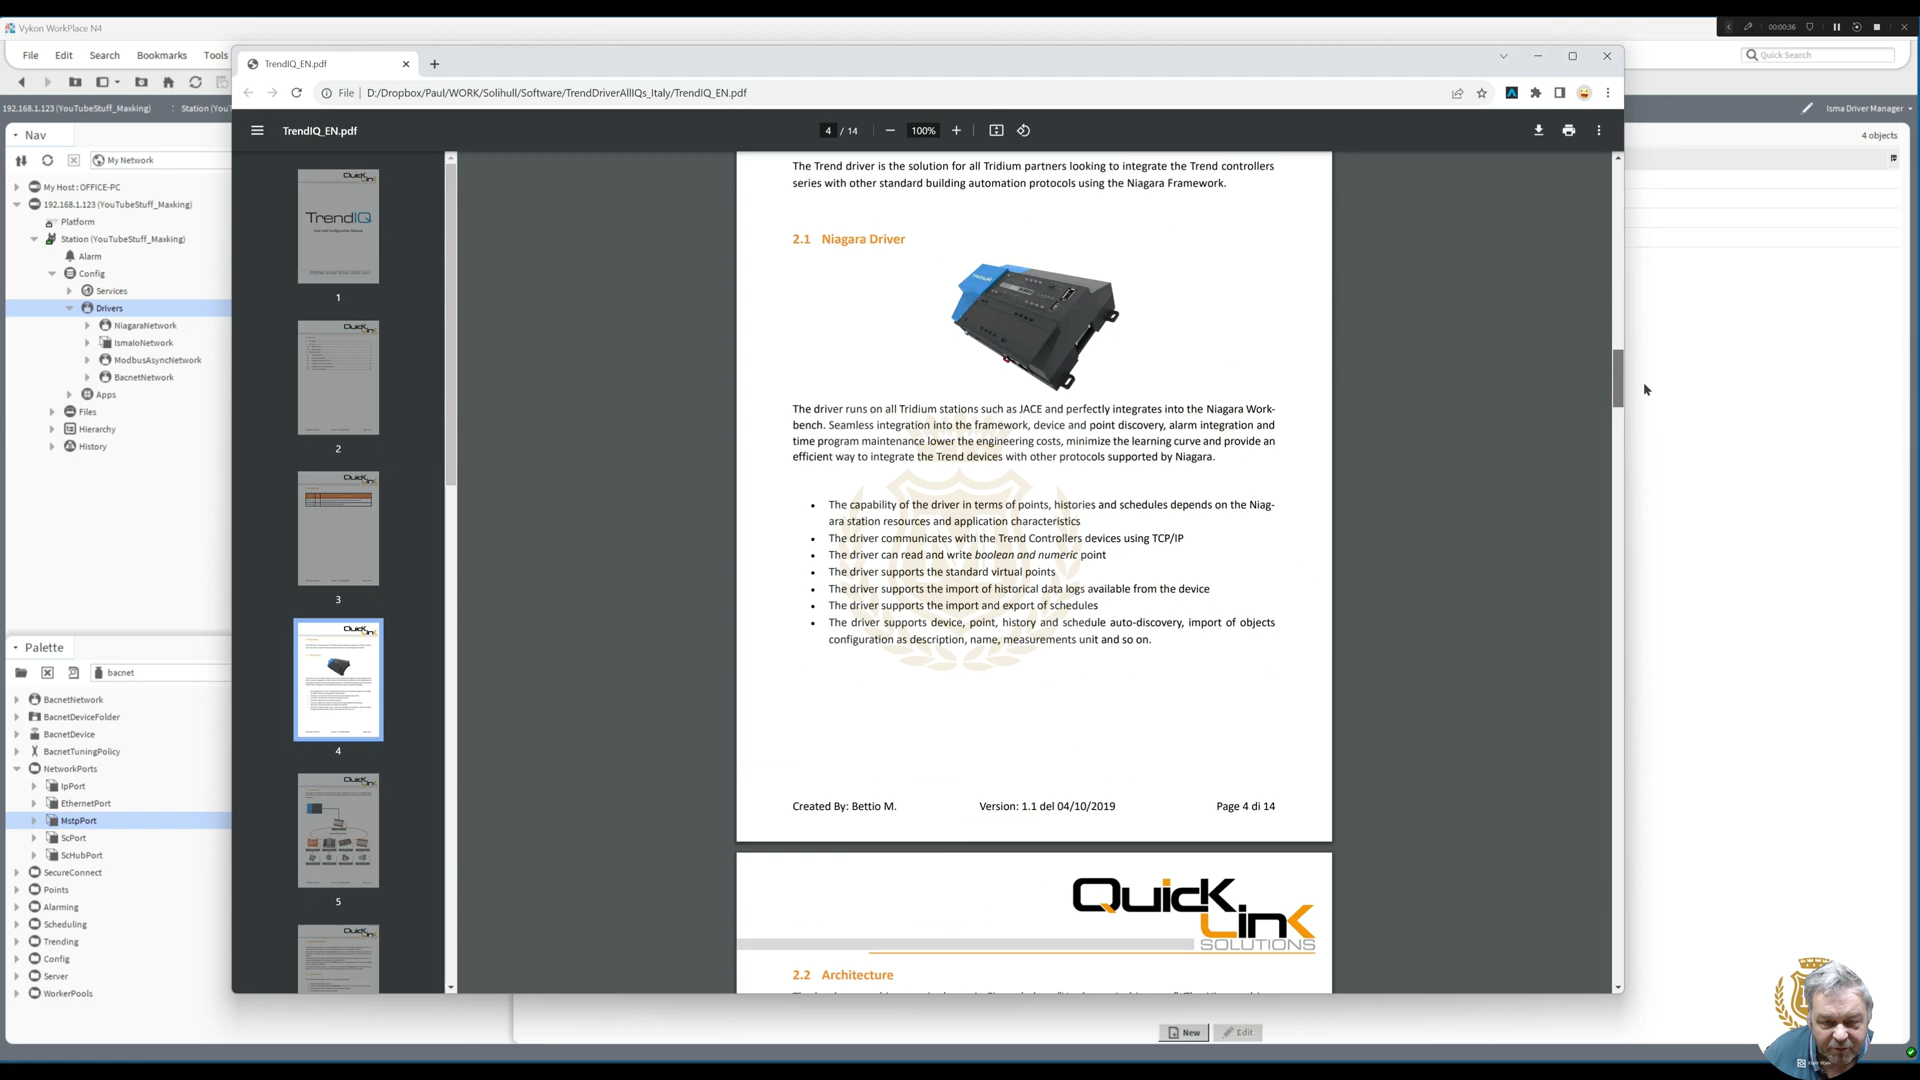 Vykon WorkPlace N4
00:00:36
File Edit Search Bookmarks Tools
Quick Search
192.168.1.123 (YouTubeStuff_Maxking) : Station (YouTubeS
Isma Driver Manager
4 objects
Nav
My Network
My Host : OFFICE-PC
192.168.1.123 (YouTubeStuff_Maxking)
Platform
Station (YouTubeStuff_Maxking)
Alarm
Config
Services
Drivers
NiagaraNetwork
IsmaIoNetwork
ModbusAsyncNetwork
BacnetNetwork
Apps
Files
Hierarchy
History
Palette
bacnet
BacnetNetwork
BacnetDeviceFolder
BacnetDevice
BacnetTuningPolicy
NetworkPorts
IpPort
EthernetPort
MstpPort
ScPort
ScHubPort
SecureConnect
Points
Alarming
Scheduling
Trending
Config
Server
WorkerPools
TrendIQ_EN.pdf
File D:/Dropbox/Paul/WORK/Solihull/Software/TrendDriverAllIQs_Italy/TrendIQ_EN.pdf
TrendIQ_EN.pdf
4 / 14
100%
TrendIQ
1
2
3
4
5
The Trend driver is the solution for all Tridium partners looking to integrate the Trend controllers
series with other standard building automation protocols using the Niagara Framework.
2.1 Niagara Driver
The driver runs on all Tridium stations such as JACE and perfectly integrates into the Niagara Work-
bench. Seamless integration into the framework, device and point discovery, alarm integration and
time program maintenance lower the engineering costs, minimize the learning curve and provide an
efficient way to integrate the Trend devices with other protocols supported by Niagara.
• The capability of the driver in terms of points, histories and schedules depends on the Niag-
ara station resources and application characteristics
• The driver communicates with the Trend Controllers devices using TCP/IP
• The driver can read and write boolean and numeric point
• The driver supports the standard virtual points
• The driver supports the import of historical data logs available from the device
• The driver supports the import and export of schedules
• The driver supports device, point, history and schedule auto-discovery, import of objects
configuration as description, name, measurements unit and so on.
Created By: Bettio M. Version: 1.1 del 04/10/2019 Page 4 di 14
Quick
Link
SOLUTIONS
2.2 Architecture
New
Edit